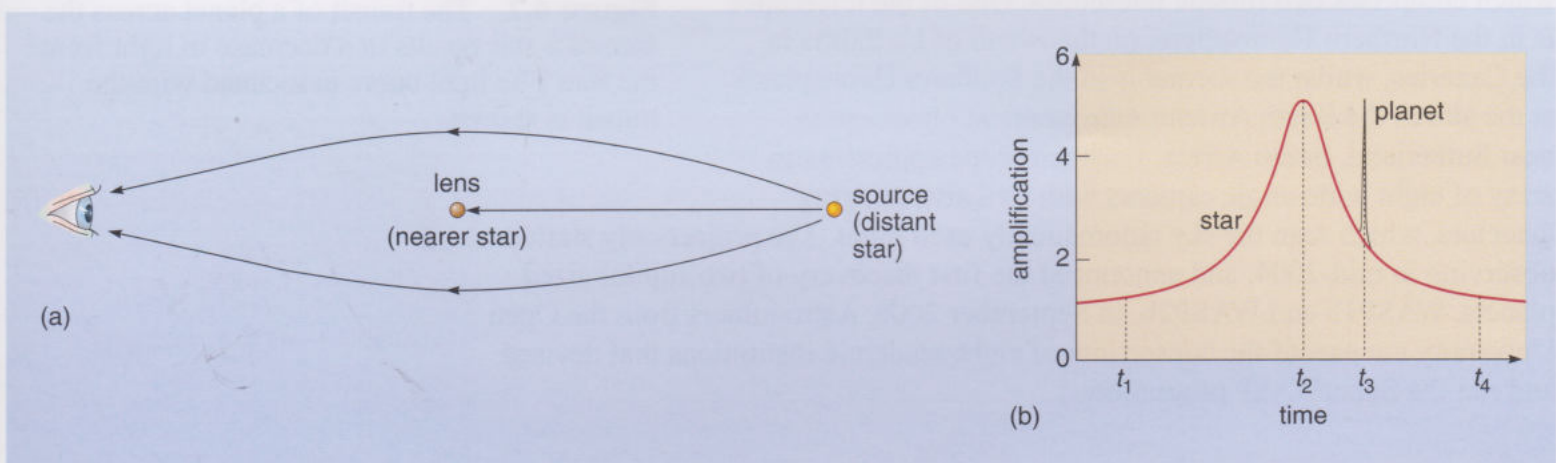 lens
(nearer star)
source
(distant
star)
(a)
6
4
2
0
amplification
star
planet
t1
t2
t3
t4
time
(b)